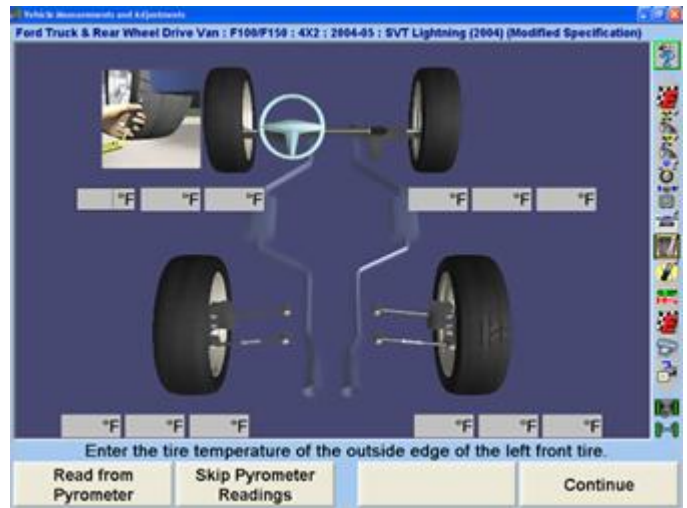 Vehicle Measurements and Adjustments
Ford Truck & Rear Wheel Drive Van : F100/F150 : 4X2 : 2004-05 : SVT Lightning (2004) (Modified Specification)
°F °F °F °F °F °F
°F °F °F °F °F °F
Enter the tire temperature of the outside edge of the left front tire.
Read from Pyrometer
Skip Pyrometer Readings
Continue